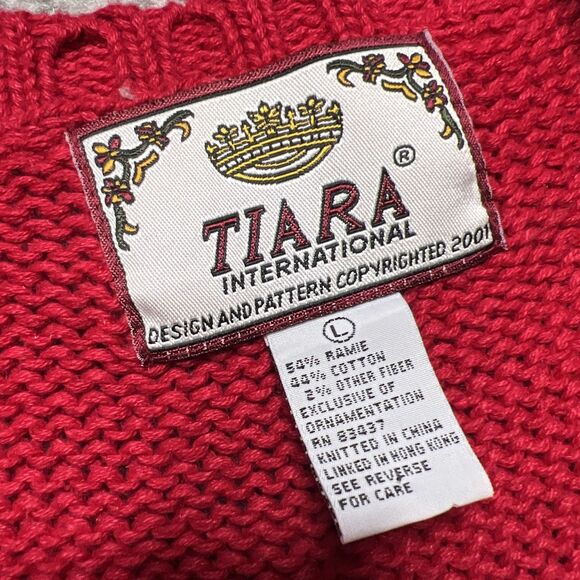 ®
TIARA
INTERNATIONAL
DESIGN AND PATTERN COPYRIGHTED 2001
L
54% RAMIE
44% COTTON
2% OTHER FIBER
EXCLUSIVE OF
ORNAMENTATION
RN 83437
KNITTED IN CHINA
LINKED IN HONG KONG
SEE REVERSE
FOR CARE